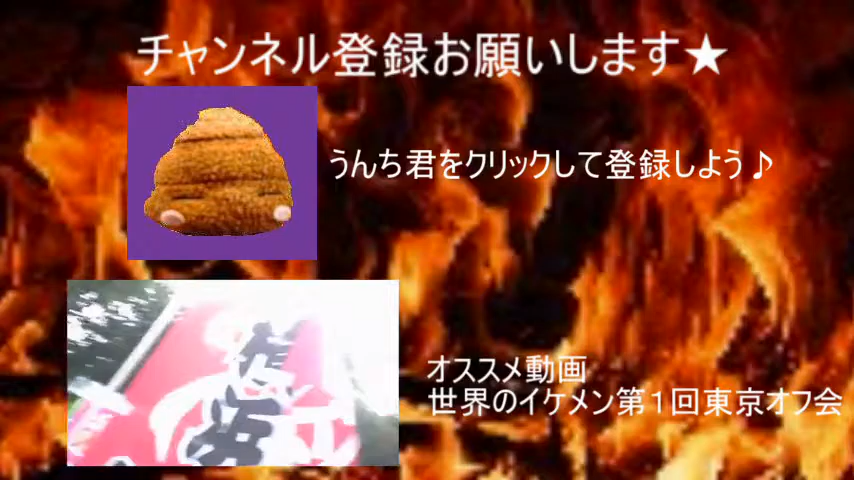 チャンネル登録お願いします★
うんち君をクリックして登録しよう♪
オススメ動画
世界のイケメン第１回東京オフ会